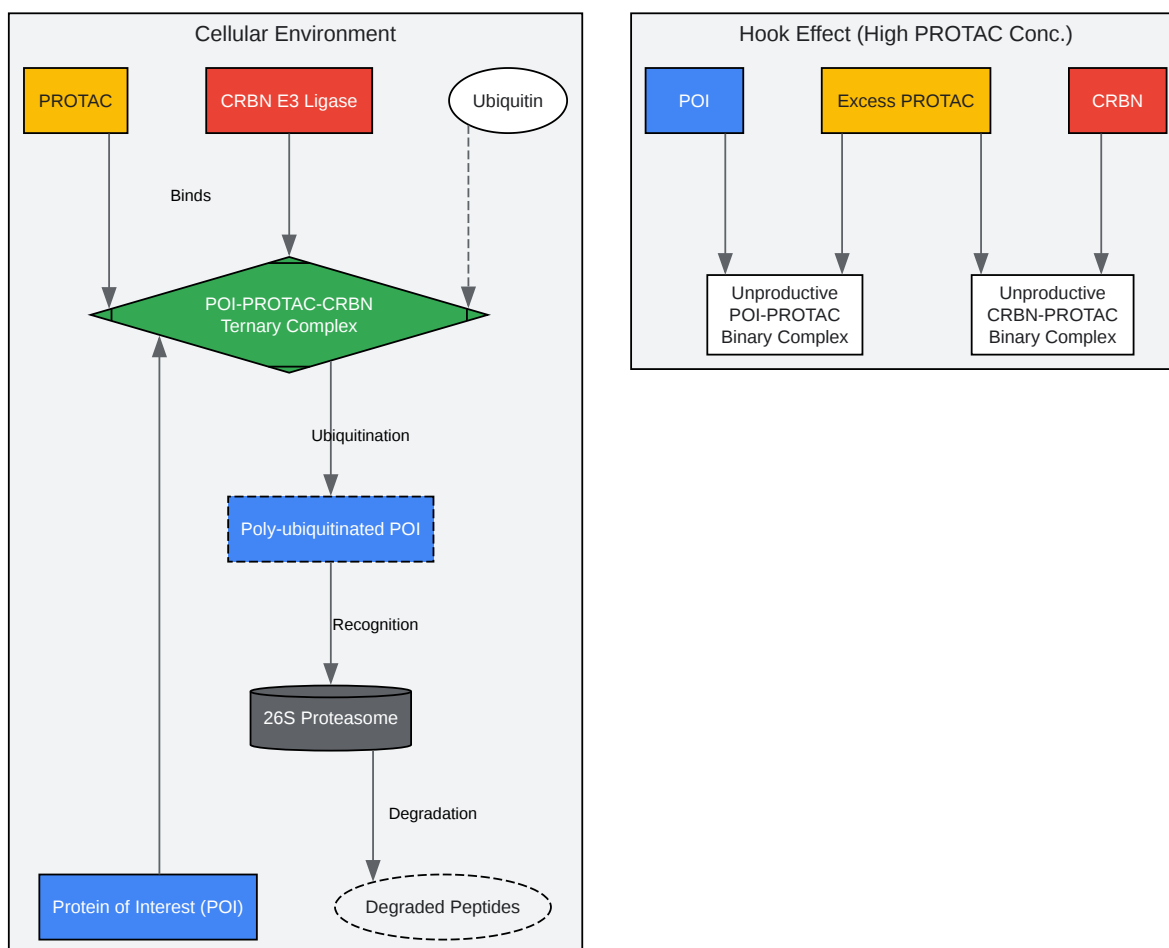 Cellular Environment
PROTAC
CRBN E3 Ligase
Ubiquitin
Binds
POI-PROTAC-CRBN
Ternary Complex
Ubiquitination
Poly-ubiquitinated POI
Recognition
26S Proteasome
Degradation
Protein of Interest (POI)
Degraded Peptides
Hook Effect (High PROTAC Conc.)
POI
Excess PROTAC
CRBN
Unproductive
POI-PROTAC
Binary Complex
Unproductive
CRBN-PROTAC
Binary Complex